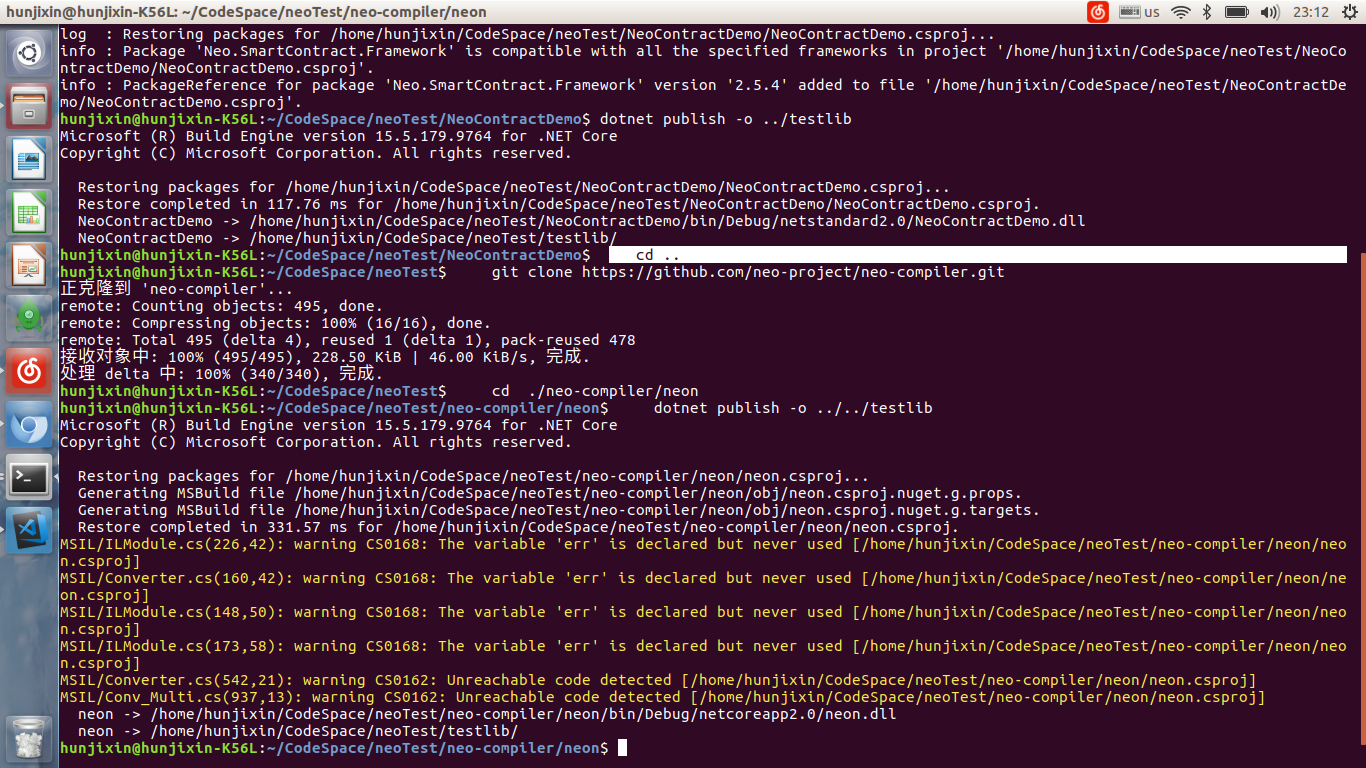 hunjixin@hunjixin-K56L: ~/CodeSpace/neoTest/neo-compiler/neon
us
23:12
log  : Restoring packages for /home/hunjixin/CodeSpace/neoTest/NeoContractDemo/NeoContractDemo.csproj...
info : Package 'Neo.SmartContract.Framework' is compatible with all the specified frameworks in project '/home/hunjixin/CodeSpace/neoTest/NeoCo
ntractDemo/NeoContractDemo.csproj'.
info : PackageReference for package 'Neo.SmartContract.Framework' version '2.5.4' added to file '/home/hunjixin/CodeSpace/neoTest/NeoContractDe
mo/NeoContractDemo.csproj'.
hunjixin@hunjixin-K56L:~/CodeSpace/neoTest/NeoContractDemo$ dotnet publish -o ../testlib
Microsoft (R) Build Engine version 15.5.179.9764 for .NET Core
Copyright (C) Microsoft Corporation. All rights reserved.
  Restoring packages for /home/hunjixin/CodeSpace/neoTest/NeoContractDemo/NeoContractDemo.csproj...
  Restore completed in 117.76 ms for /home/hunjixin/CodeSpace/neoTest/NeoContractDemo/NeoContractDemo.csproj.
  NeoContractDemo -> /home/hunjixin/CodeSpace/neoTest/NeoContractDemo/bin/Debug/netstandard2.0/NeoContractDemo.dll
  NeoContractDemo -> /home/hunjixin/CodeSpace/neoTest/testlib/
hunjixin@hunjixin-K56L:~/CodeSpace/neoTest/NeoContractDemo$     cd ..
hunjixin@hunjixin-K56L:~/CodeSpace/neoTest$     git clone https://github.com/neo-project/neo-compiler.git
正克隆到 'neo-compiler'...
remote: Counting objects: 495, done.
remote: Compressing objects: 100% (16/16), done.
remote: Total 495 (delta 4), reused 1 (delta 1), pack-reused 478
接收对象中: 100% (495/495), 228.50 KiB | 46.00 KiB/s, 完成.
处理 delta 中: 100% (340/340), 完成.
hunjixin@hunjixin-K56L:~/CodeSpace/neoTest$     cd  ./neo-compiler/neon
hunjixin@hunjixin-K56L:~/CodeSpace/neoTest/neo-compiler/neon$     dotnet publish -o ../../testlib
Microsoft (R) Build Engine version 15.5.179.9764 for .NET Core
Copyright (C) Microsoft Corporation. All rights reserved.
  Restoring packages for /home/hunjixin/CodeSpace/neoTest/neo-compiler/neon/neon.csproj...
  Generating MSBuild file /home/hunjixin/CodeSpace/neoTest/neo-compiler/neon/obj/neon.csproj.nuget.g.props.
  Generating MSBuild file /home/hunjixin/CodeSpace/neoTest/neo-compiler/neon/obj/neon.csproj.nuget.g.targets.
  Restore completed in 331.57 ms for /home/hunjixin/CodeSpace/neoTest/neo-compiler/neon/neon.csproj.
MSIL/ILModule.cs(226,42): warning CS0168: The variable 'err' is declared but never used [/home/hunjixin/CodeSpace/neoTest/neo-compiler/neon/neo
n.csproj]
MSIL/Converter.cs(160,42): warning CS0168: The variable 'err' is declared but never used [/home/hunjixin/CodeSpace/neoTest/neo-compiler/neon/ne
on.csproj]
MSIL/ILModule.cs(148,50): warning CS0168: The variable 'err' is declared but never used [/home/hunjixin/CodeSpace/neoTest/neo-compiler/neon/neo
n.csproj]
MSIL/ILModule.cs(173,58): warning CS0168: The variable 'err' is declared but never used [/home/hunjixin/CodeSpace/neoTest/neo-compiler/neon/neo
n.csproj]
MSIL/Converter.cs(542,21): warning CS0162: Unreachable code detected [/home/hunjixin/CodeSpace/neoTest/neo-compiler/neon/neon.csproj]
MSIL/Conv_Multi.cs(937,13): warning CS0162: Unreachable code detected [/home/hunjixin/CodeSpace/neoTest/neo-compiler/neon/neon.csproj]
  neon -> /home/hunjixin/CodeSpace/neoTest/neo-compiler/neon/bin/Debug/netcoreapp2.0/neon.dll
  neon -> /home/hunjixin/CodeSpace/neoTest/testlib/
hunjixin@hunjixin-K56L:~/CodeSpace/neoTest/neo-compiler/neon$